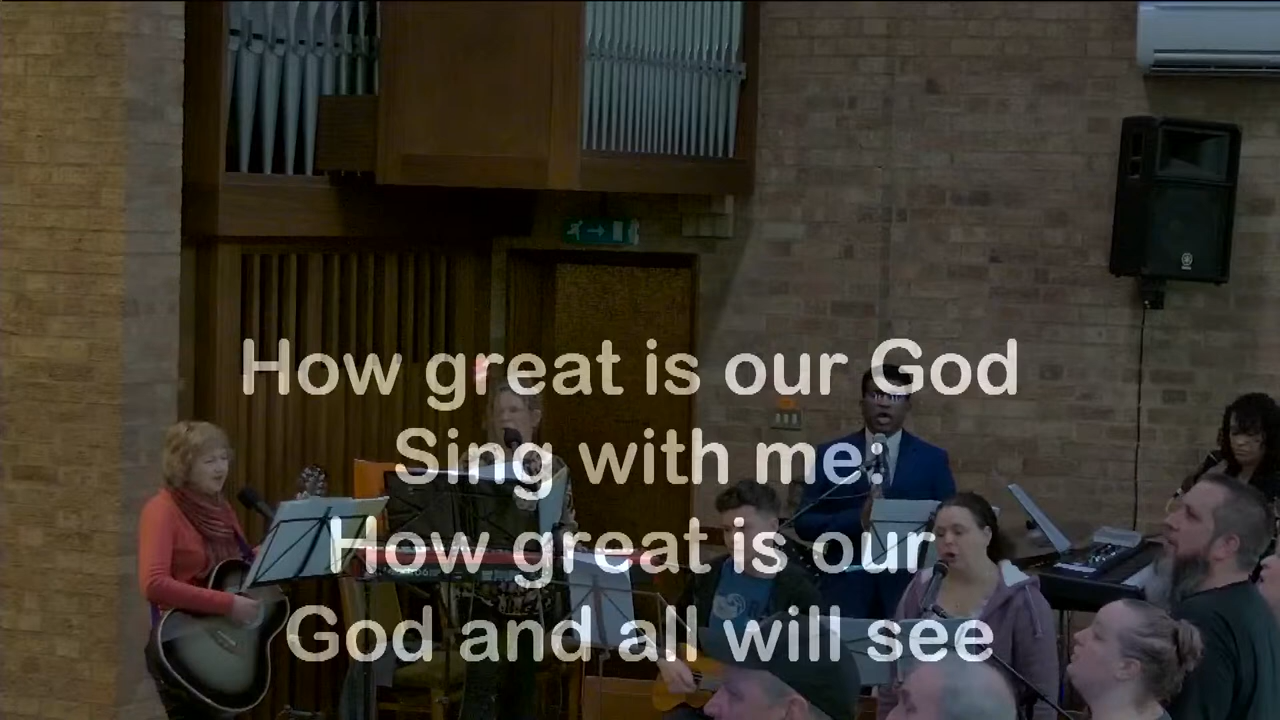 How great is our God
Sing with me:
How great is our
God and all will see